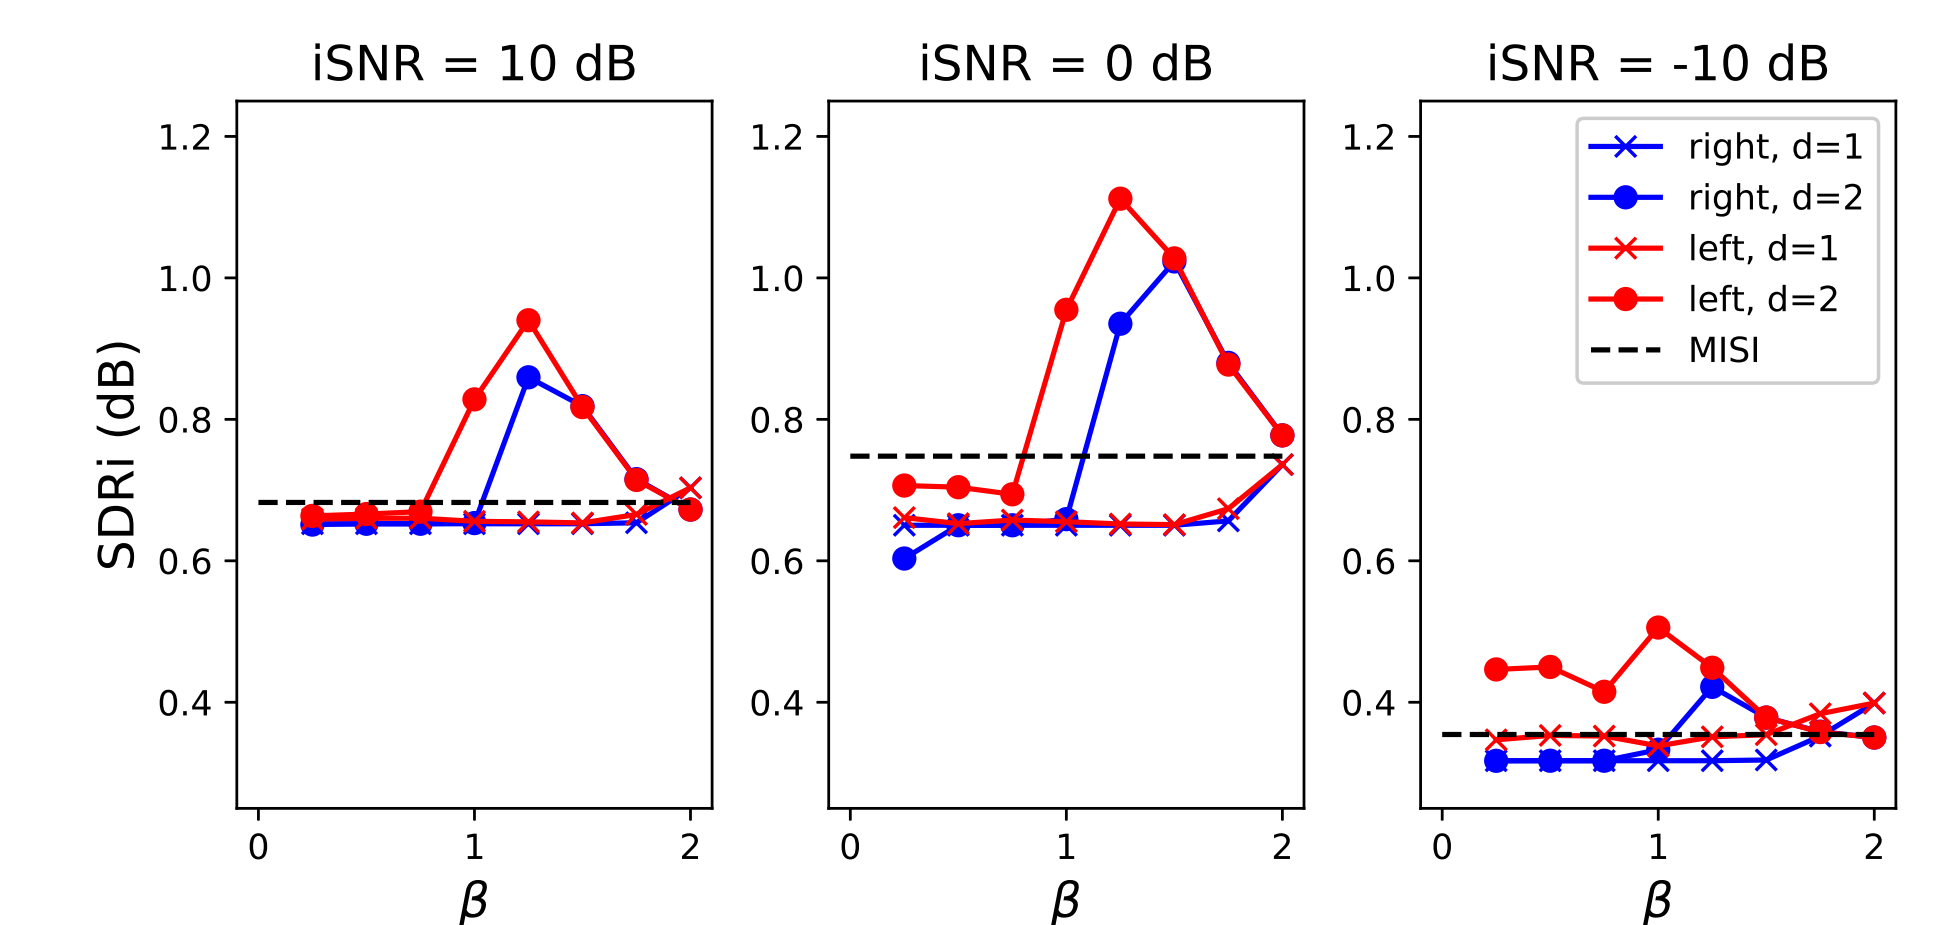 iSNR = 10 dB
iSNR = 0 dB
iSNR = -10 dB
SDRi (dB)
1.2
1.0
0.8
0.6
0.4
0 1 2
β
1.2
1.0
0.8
0.6
0.4
0 1 2
β
1.2
1.0
0.8
0.6
0.4
0 1 2
β
right, d=1
right, d=2
left, d=1
left, d=2
MISI